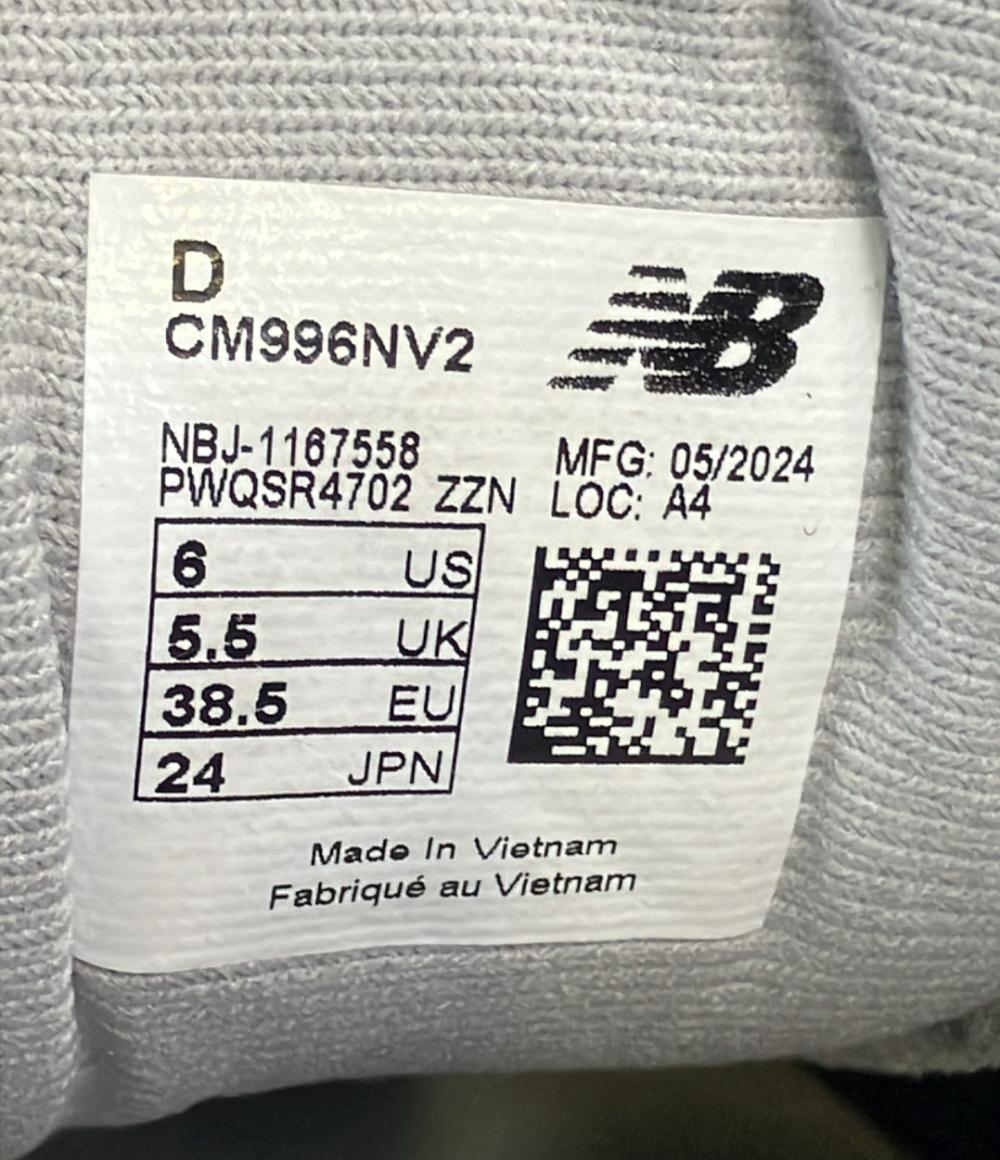 D
CM996NV2
NB
NBJ-1167558
PWQSR4702 ZZN
MFG: 05/2024
LOC: A4
6 US
5.5 UK
38.5 EU
24 JPN
Made In Vietnam
Fabriqué au Vietnam